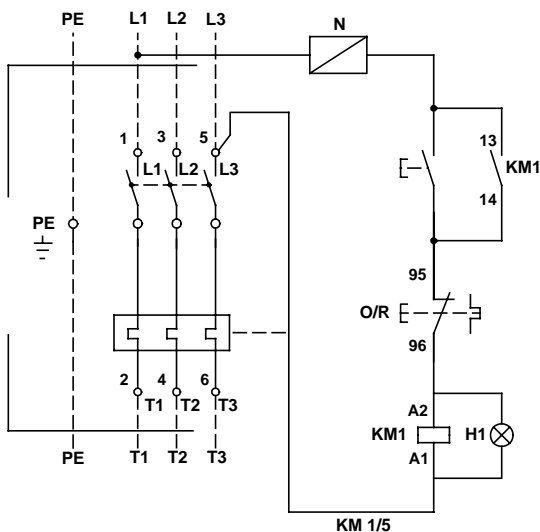 PE L1 L2 L3 N
1 3 5
L1 L2 L3
13
KM1
14
PE
95
O/R
96
2 4 6
T1 T2 T3
A2
KM1 H1
A1
PE T1 T2 T3
KM 1/5